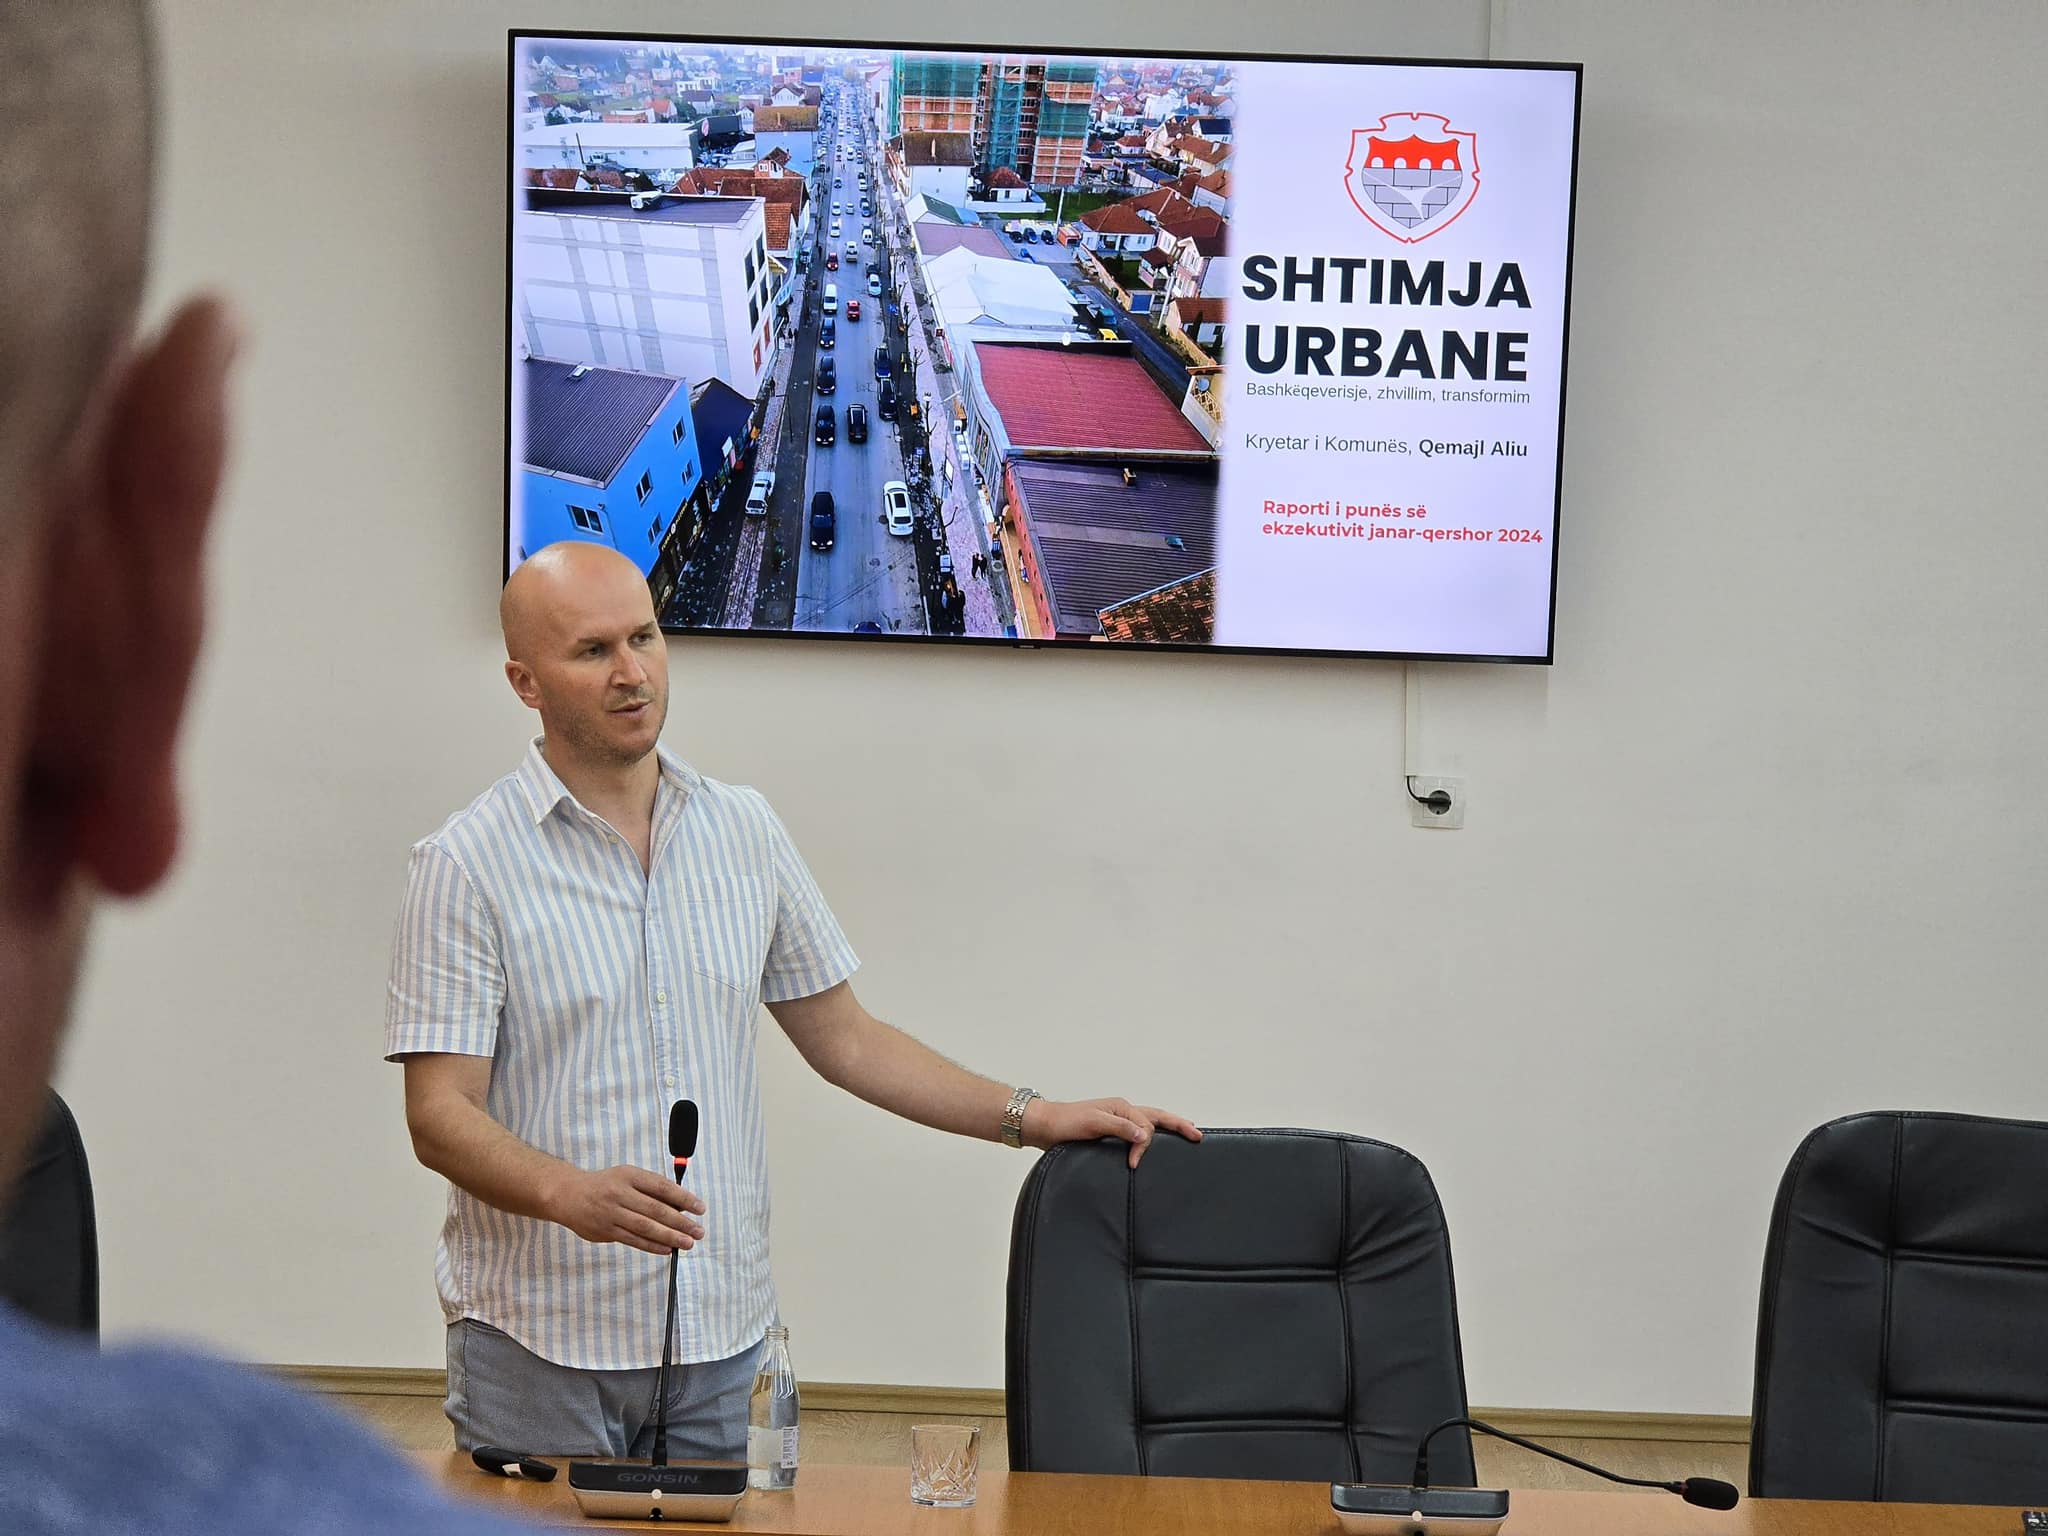 SHTIMJA
URBANE
Bashkëqeverisje, zhvillim, transformim
Kryetar i Komunës, Qemajl Aliu
Raporti i punës së
ekzekutivit janar-qershor 2024
GONSIN